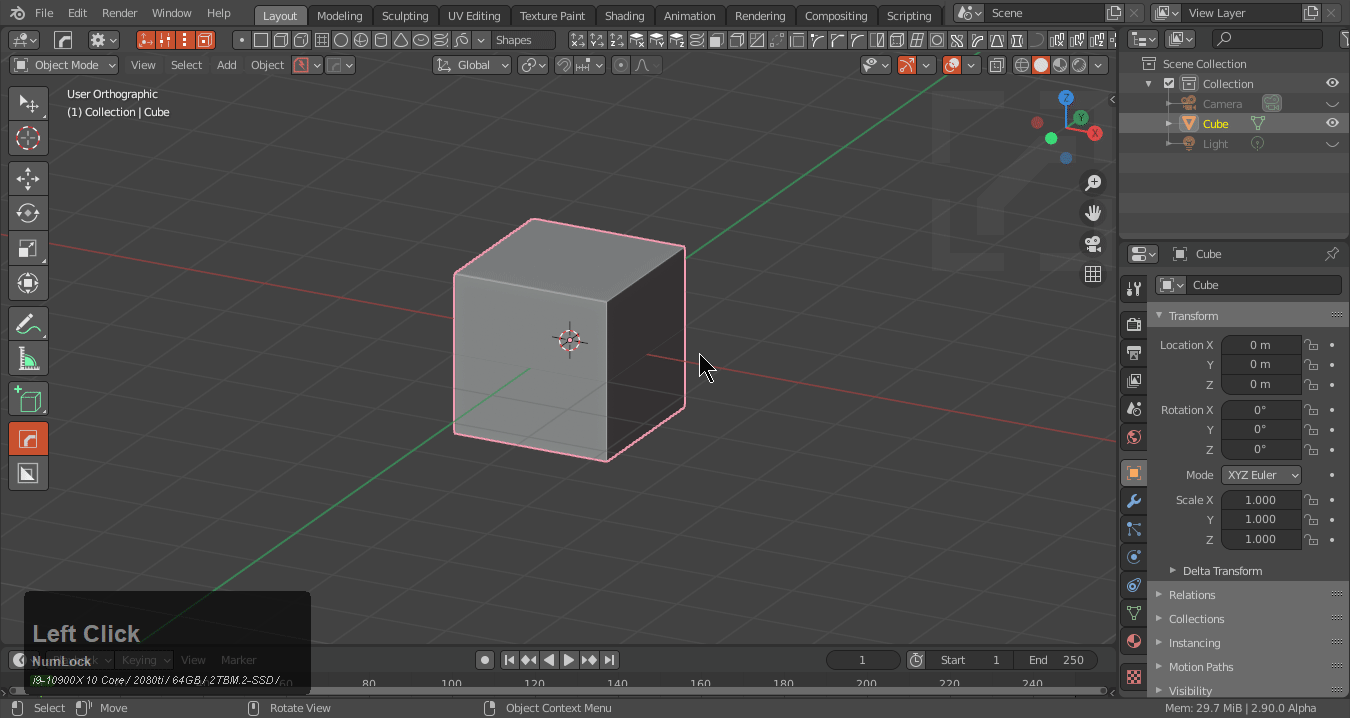 File Edit Render Window Help Layout Modeling Sculpting UV Editing Texture Paint Shading Animation Rendering Compositing Scripting Scene View Layer
Shapes
Object Mode View Select Add Object Global
Scene Collection
Collection
Camera
Cube
Light
User Orthographic
(1) Collection | Cube
Z
Y
X
Cube
Cube
Transform
Location X 0 m
Y 0 m
Z 0 m
Rotation X 0°
Y 0°
Z 0°
Mode XYZ Euler
Scale X 1.000
Y 1.000
Z 1.000
Delta Transform
Relations
Collections
Instancing
Motion Paths
Visibility
Left Click
NumLock
i9-10900X 10 Core / 2080ti / 64GB / 2TBM.2-SSD /
Keying View Marker 1 Start 1 End 250
60 80 100 120 140 160 180 200 220 240
Select Move Rotate View Object Context Menu Mem: 29.7 MiB | 2.90.0 Alpha